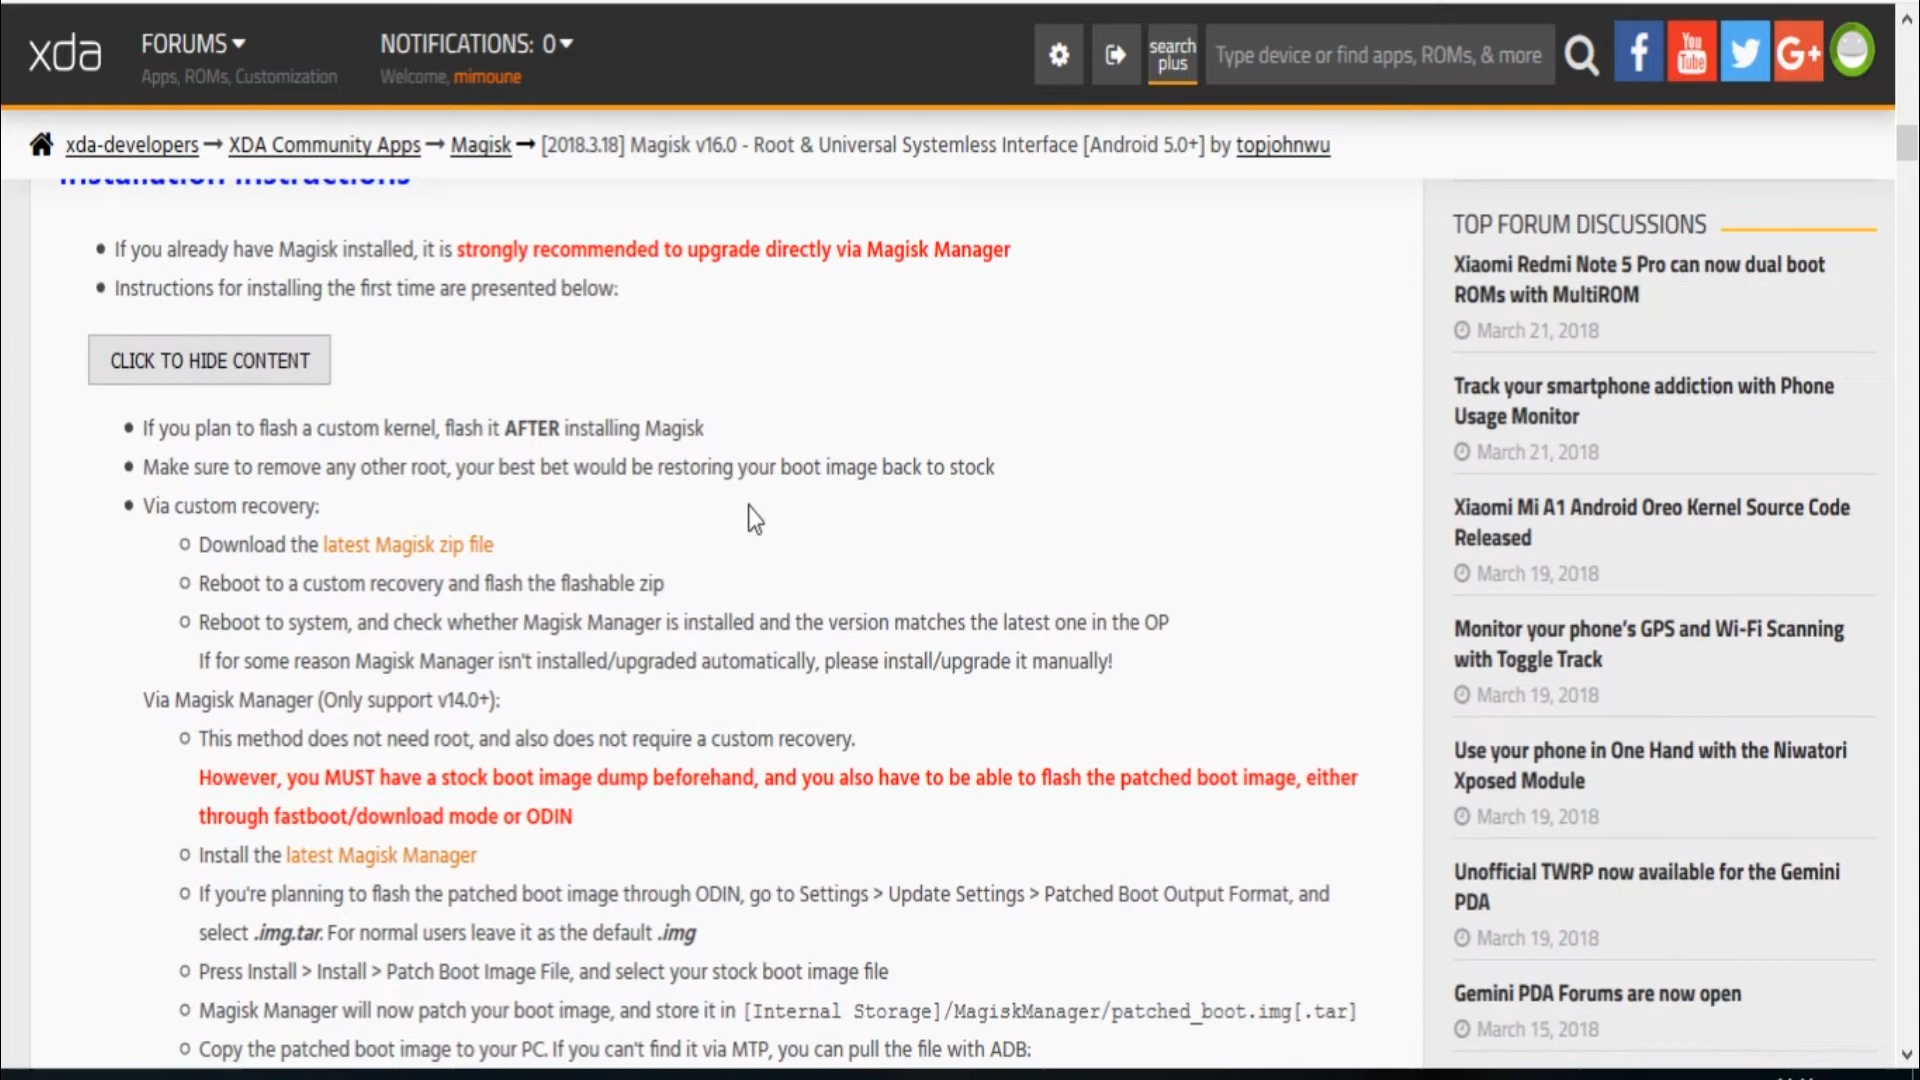 xda
FORUMS
Apps, ROMs, Customization
NOTIFICATIONS: 0
Welcome, mimoune
search
plus
Type device or find apps, ROMs, & more
f
You
Tube
G+
xda-developers → XDA Community Apps → Magisk → [2018.3.18] Magisk v16.0 - Root & Universal Systemless Interface [Android 5.0+] by topjohnwu
Installation Instructions
• If you already have Magisk installed, it is strongly recommended to upgrade directly via Magisk Manager
• Instructions for installing the first time are presented below:
CLICK TO HIDE CONTENT
• If you plan to flash a custom kernel, flash it AFTER installing Magisk
• Make sure to remove any other root, your best bet would be restoring your boot image back to stock
• Via custom recovery:
o Download the latest Magisk zip file
o Reboot to a custom recovery and flash the flashable zip
o Reboot to system, and check whether Magisk Manager is installed and the version matches the latest one in the OP
If for some reason Magisk Manager isn't installed/upgraded automatically, please install/upgrade it manually!
Via Magisk Manager (Only support v14.0+):
o This method does not need root, and also does not require a custom recovery.
However, you MUST have a stock boot image dump beforehand, and you also have to be able to flash the patched boot image, either
through fastboot/download mode or ODIN
o Install the latest Magisk Manager
o If you're planning to flash the patched boot image through ODIN, go to Settings > Update Settings > Patched Boot Output Format, and
select .img.tar. For normal users leave it as the default .img
o Press Install > Install > Patch Boot Image File, and select your stock boot image file
o Magisk Manager will now patch your boot image, and store it in [Internal Storage]/MagiskManager/patched_boot.img[.tar]
o Copy the patched boot image to your PC. If you can't find it via MTP, you can pull the file with ADB:
TOP FORUM DISCUSSIONS
Xiaomi Redmi Note 5 Pro can now dual boot
ROMs with MultiROM
March 21, 2018
Track your smartphone addiction with Phone
Usage Monitor
March 21, 2018
Xiaomi Mi A1 Android Oreo Kernel Source Code
Released
March 19, 2018
Monitor your phone's GPS and Wi-Fi Scanning
with Toggle Track
March 19, 2018
Use your phone in One Hand with the Niwatori
Xposed Module
March 19, 2018
Unofficial TWRP now available for the Gemini
PDA
March 19, 2018
Gemini PDA Forums are now open
March 15, 2018